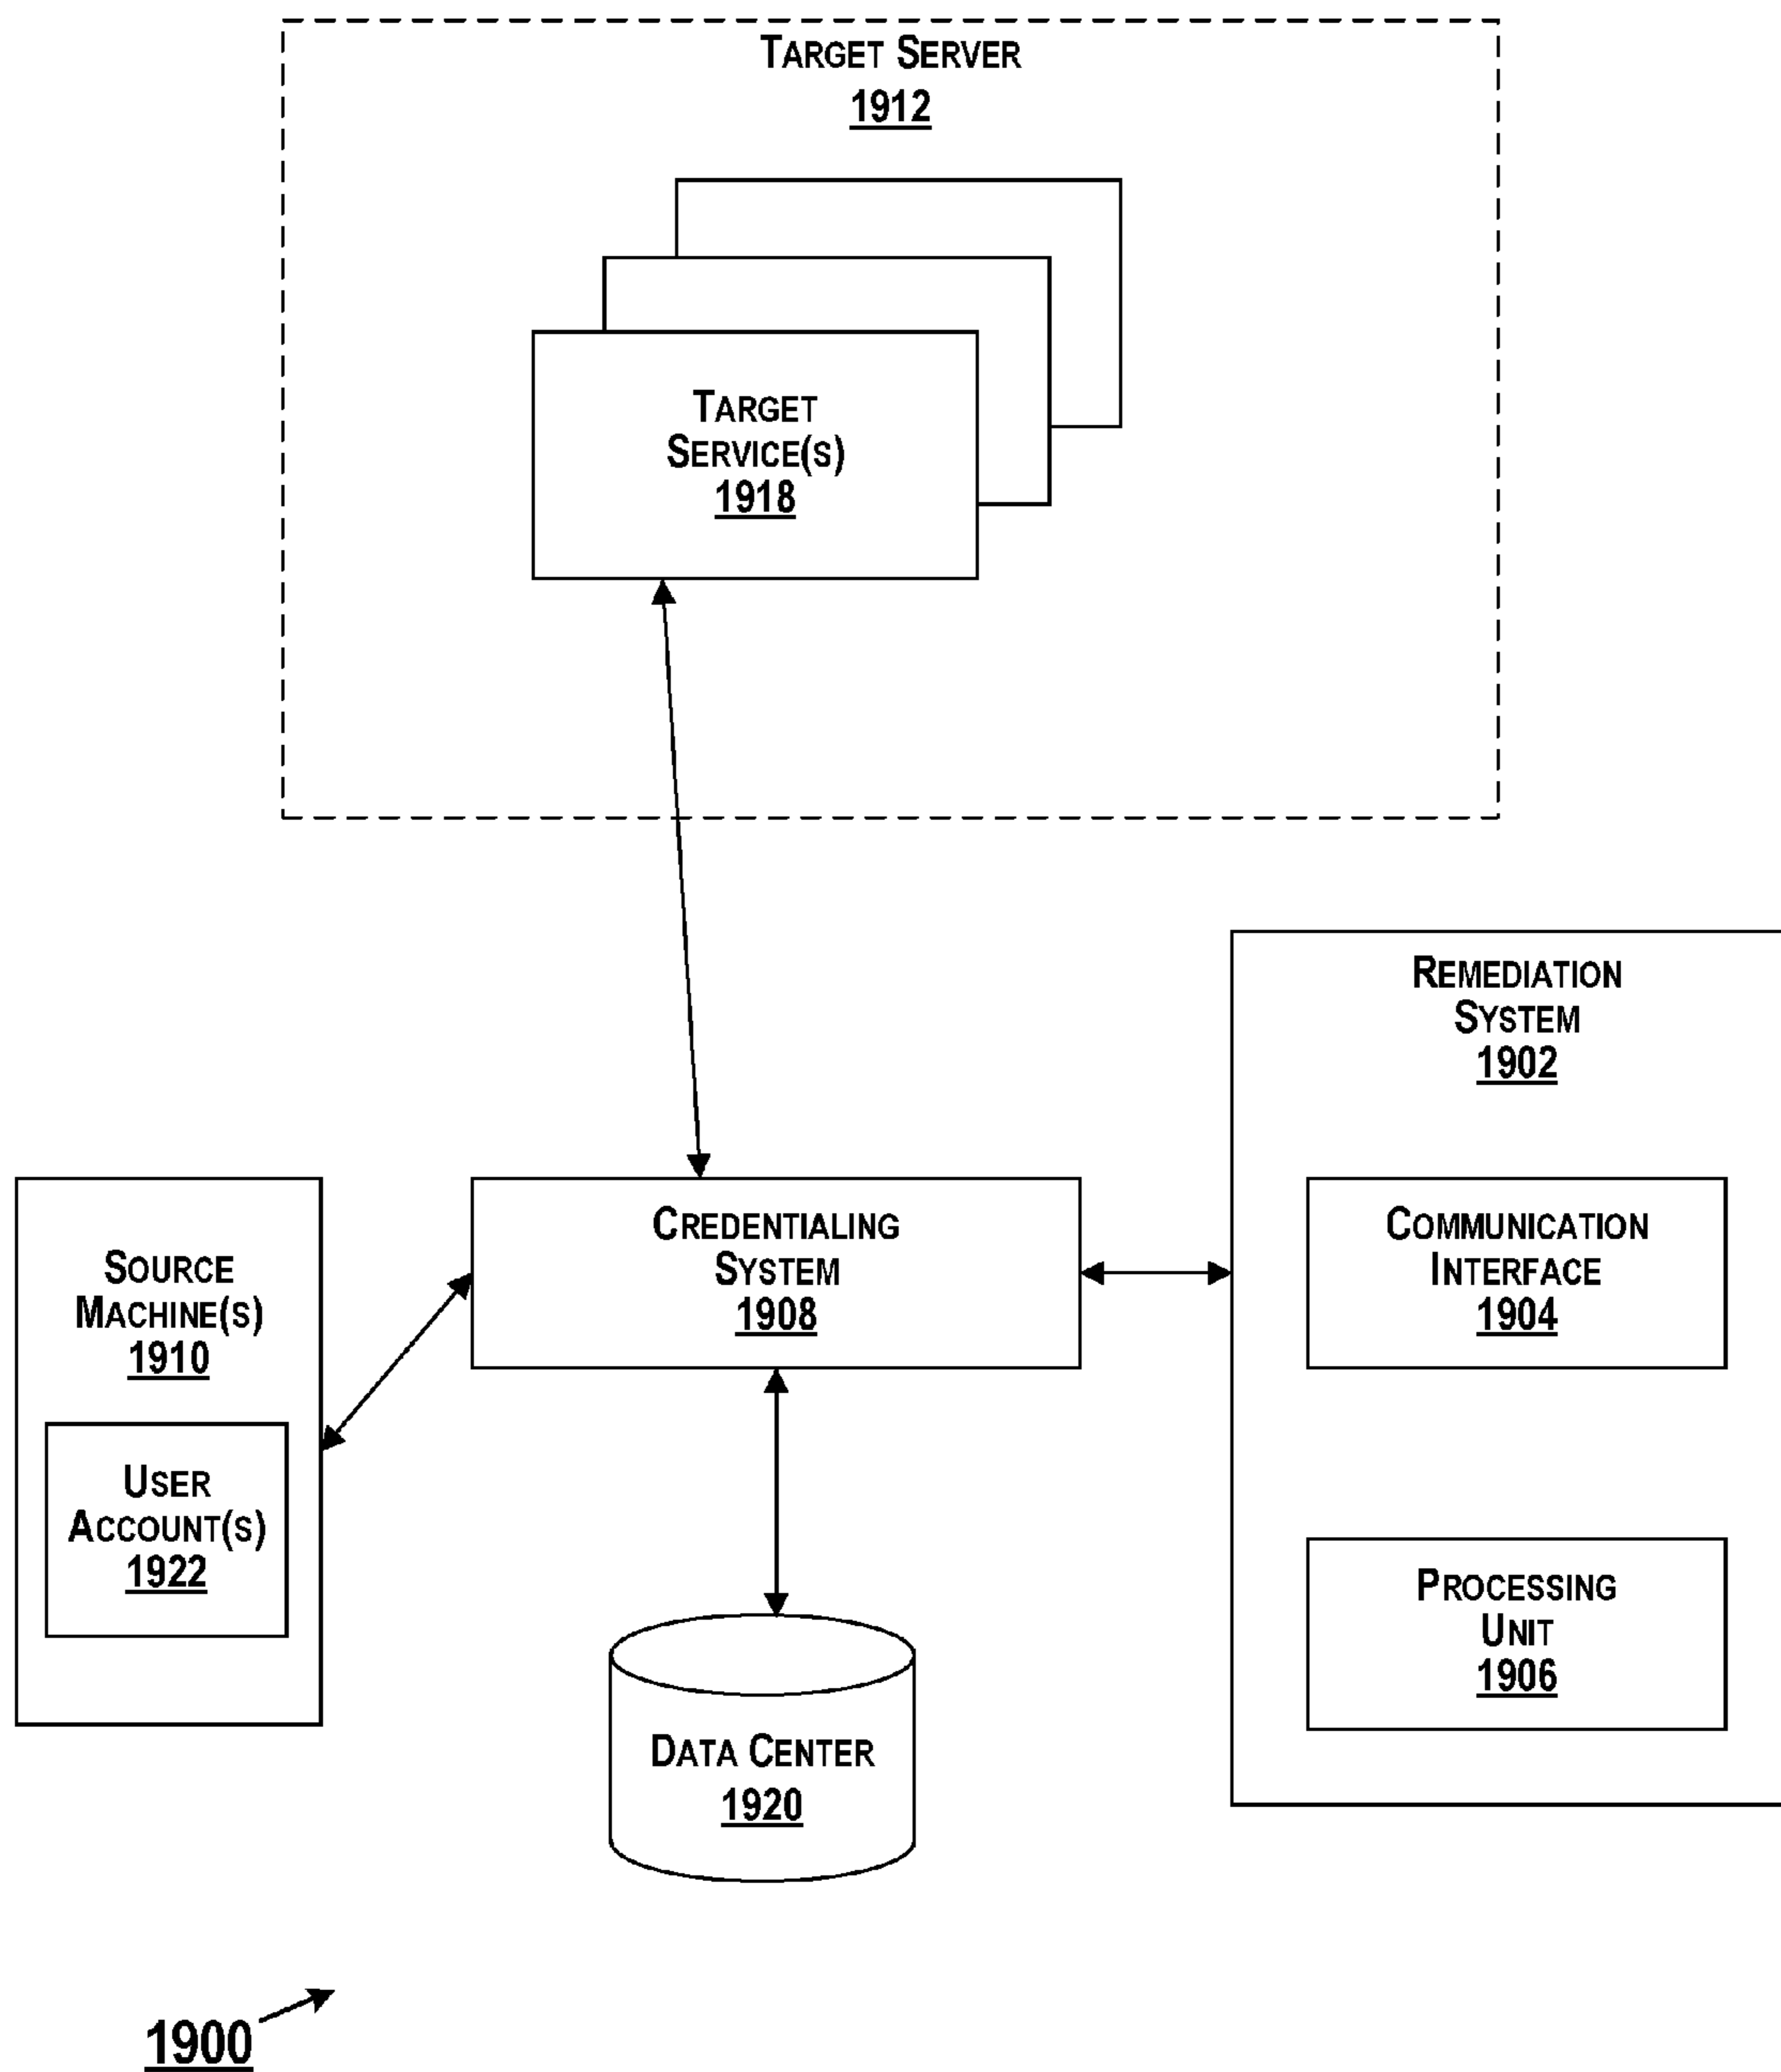 TARGET SERVER
1912
TARGET
SERVICE(S)
1918
REMEDIATION
SYSTEM
1902
SOURCE
MACHINE(S)
1910
USER
ACCOUNT(S)
1922
CREDENTIALING
SYSTEM
1908
COMMUNICATION
INTERFACE
1904
PROCESSING
UNIT
1906
DATA CENTER
1920
1900